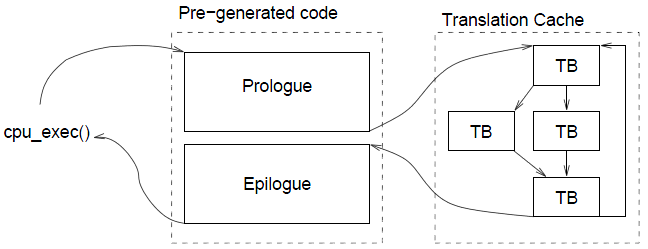 Pre-generated code
Translation Cache
Prologue
TB
cpu_exec()
TB
TB
Epilogue
TB